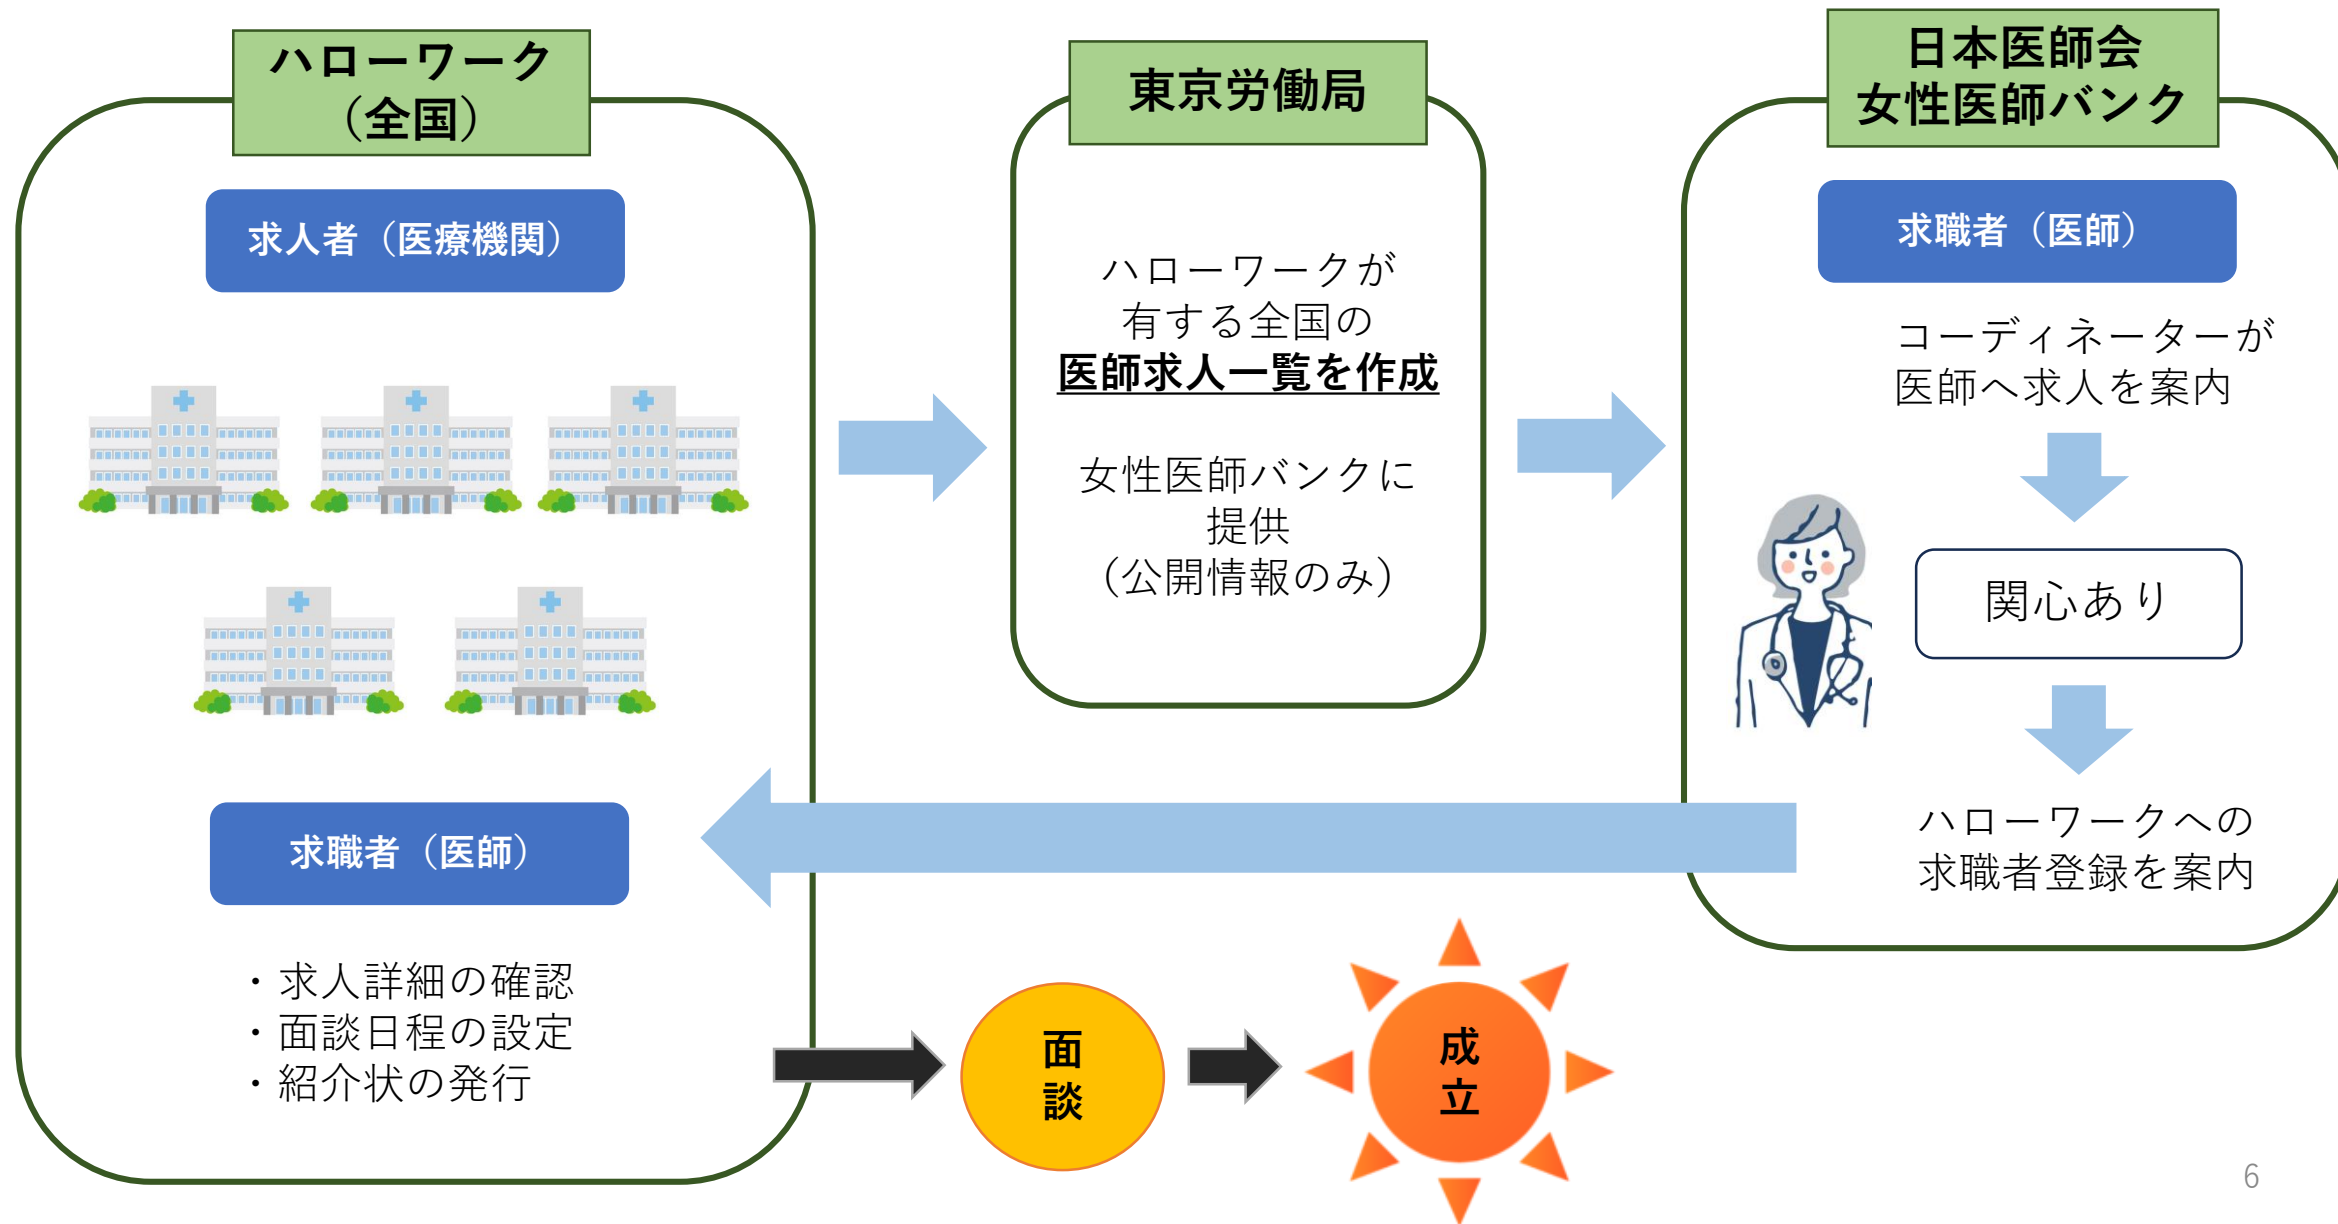 ハローワーク
（全国）
求人者（医療機関）
求職者（医師）
・求人詳細の確認
・面談日程の設定
・紹介状の発行
東京労働局
ハローワークが
有する全国の
医師求人一覧を作成
女性医師バンクに
提供
（公開情報のみ）
日本医師会
女性医師バンク
求職者（医師）
コーディネーターが
医師へ求人を案内
関心あり
ハローワークへの
求職者登録を案内
面
談
成
立
6